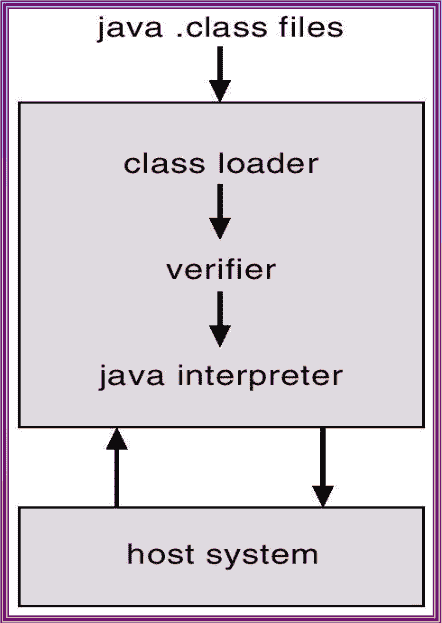 java .class files
class loader
verifier
java interpreter
host system